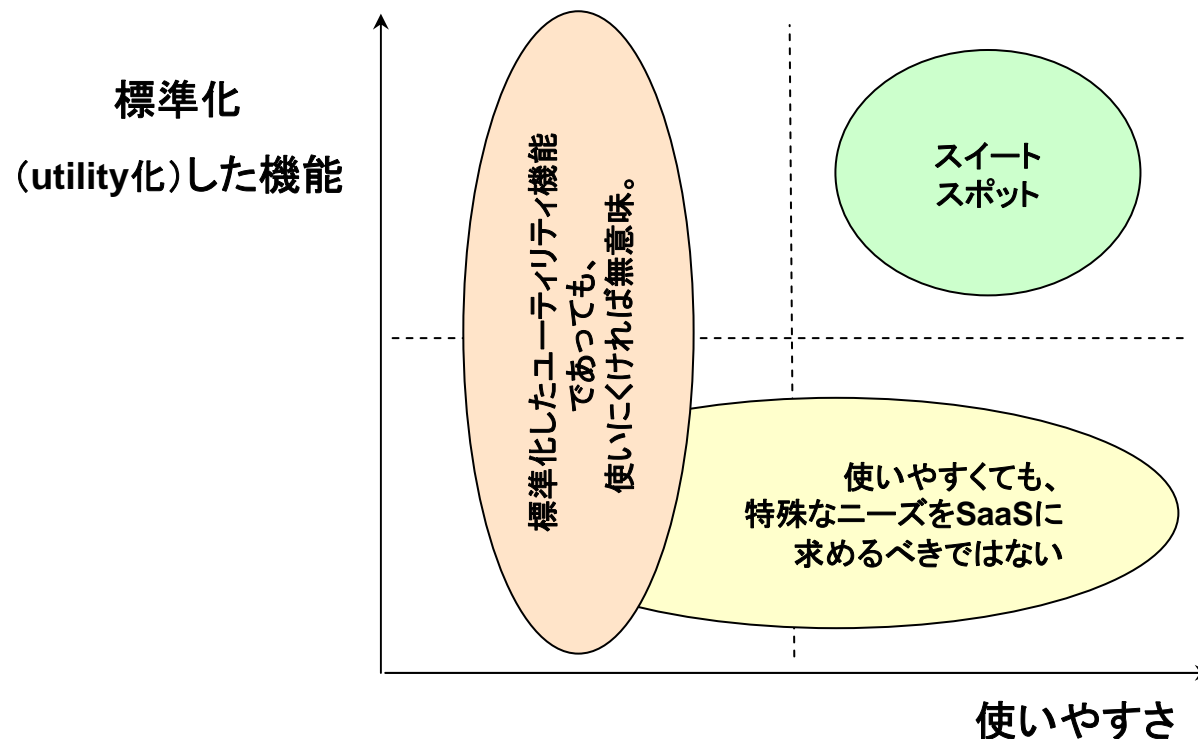 標準化
（utility化）した機能
標準化したユーティリティ機能
であっても、
使いにくければ無意味。
スイート
スポット
使いやすくても、
特殊なニーズをSaaSに
求めるべきではない
使いやすさ